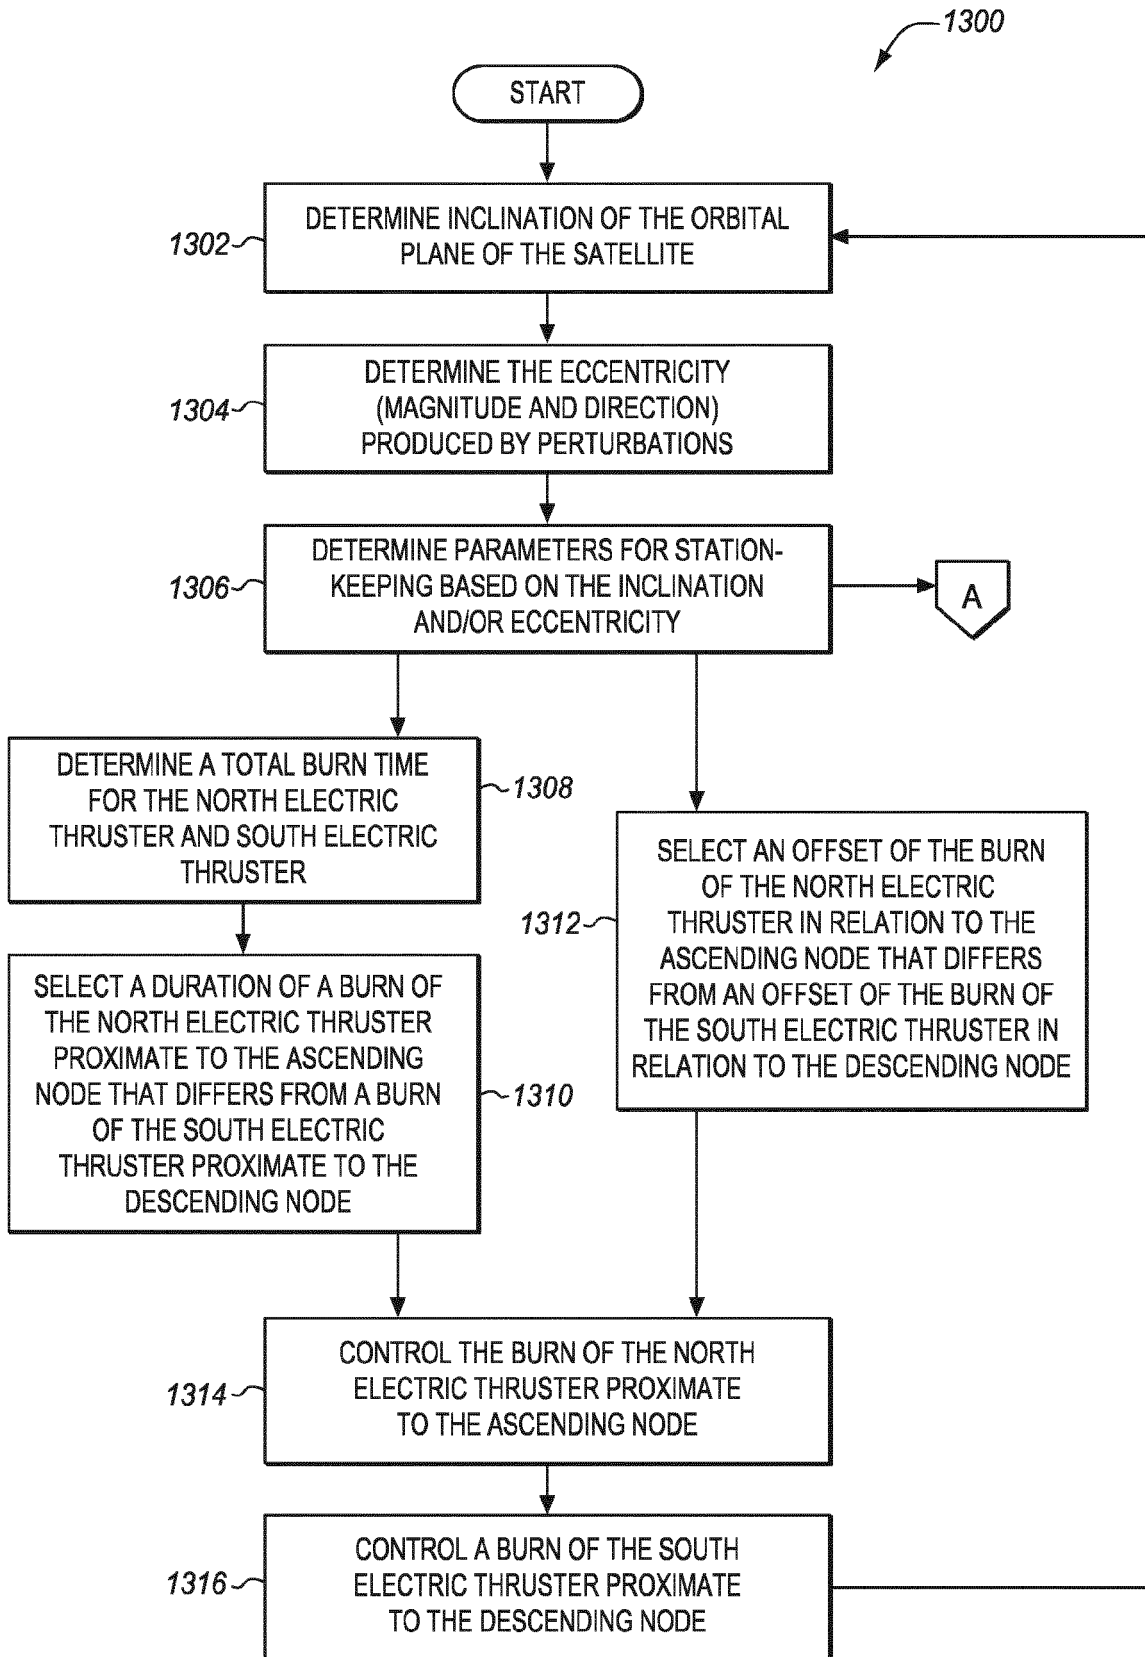 1300
START
1302
DETERMINE INCLINATION OF THE ORBITAL
PLANE OF THE SATELLITE
1304
DETERMINE THE ECCENTRICITY
(MAGNITUDE AND DIRECTION)
PRODUCED BY PERTURBATIONS
1306
DETERMINE PARAMETERS FOR STATION-
KEEPING BASED ON THE INCLINATION
AND/OR ECCENTRICITY
A
DETERMINE A TOTAL BURN TIME
FOR THE NORTH ELECTRIC
THRUSTER AND SOUTH ELECTRIC
THRUSTER
1308
SELECT A DURATION OF A BURN OF
THE NORTH ELECTRIC THRUSTER
PROXIMATE TO THE ASCENDING
NODE THAT DIFFERS FROM A BURN
OF THE SOUTH ELECTRIC
THRUSTER PROXIMATE TO THE
DESCENDING NODE
1310
1312
SELECT AN OFFSET OF THE BURN
OF THE NORTH ELECTRIC
THRUSTER IN RELATION TO THE
ASCENDING NODE THAT DIFFERS
FROM AN OFFSET OF THE BURN OF
THE SOUTH ELECTRIC THRUSTER IN
RELATION TO THE DESCENDING NODE
1314
CONTROL THE BURN OF THE NORTH
ELECTRIC THRUSTER PROXIMATE
TO THE ASCENDING NODE
1316
CONTROL A BURN OF THE SOUTH
ELECTRIC THRUSTER PROXIMATE
TO THE DESCENDING NODE